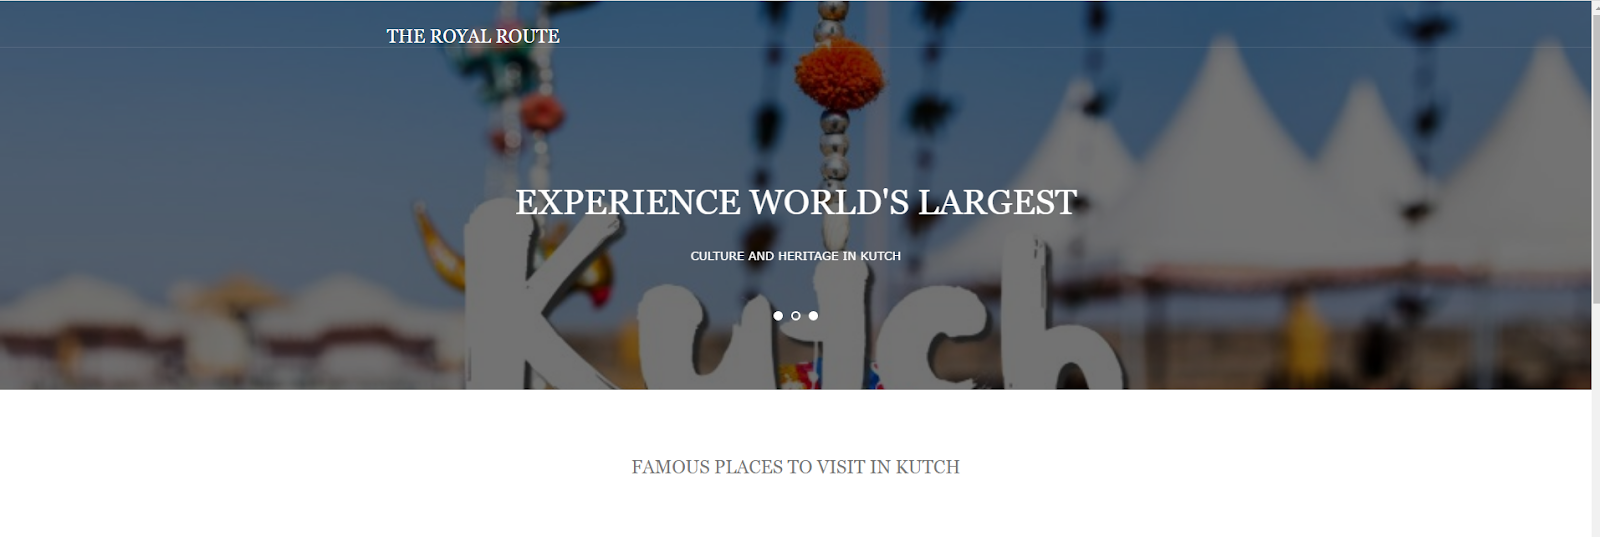 THE ROYAL ROUTE
EXPERIENCE WORLD'S LARGEST
CULTURE AND HERITAGE IN KUTCH
Kutch
FAMOUS PLACES TO VISIT IN KUTCH